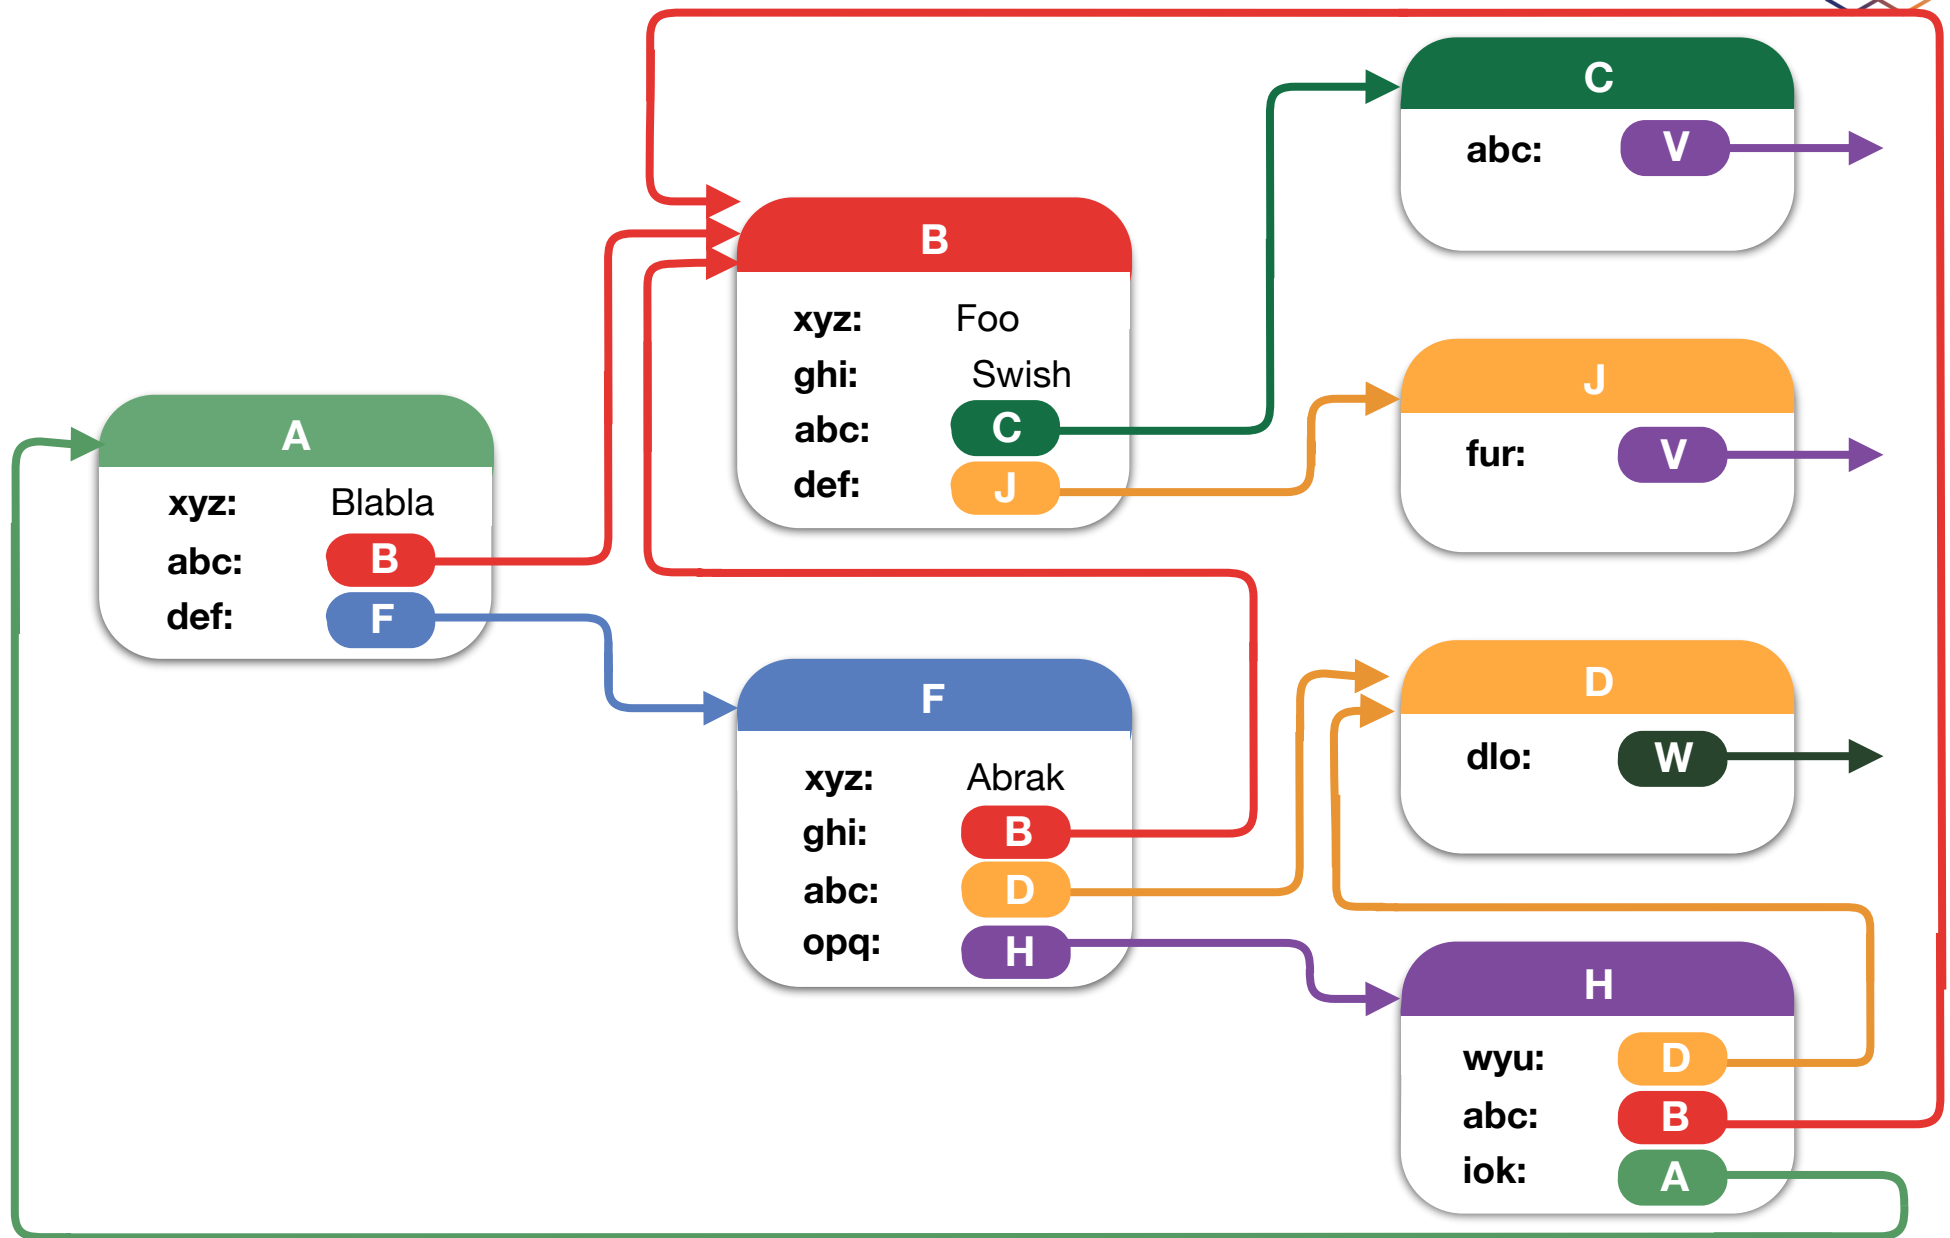 A
xyz: Blabla
abc: B
def: F
B
xyz: Foo
ghi: Swish
abc: C
def: J
F
xyz: Abrak
ghi: B
abc: D
opq: H
C
abc: V
J
fur: V
D
dlo: W
H
wyu: D
abc: B
iok: A